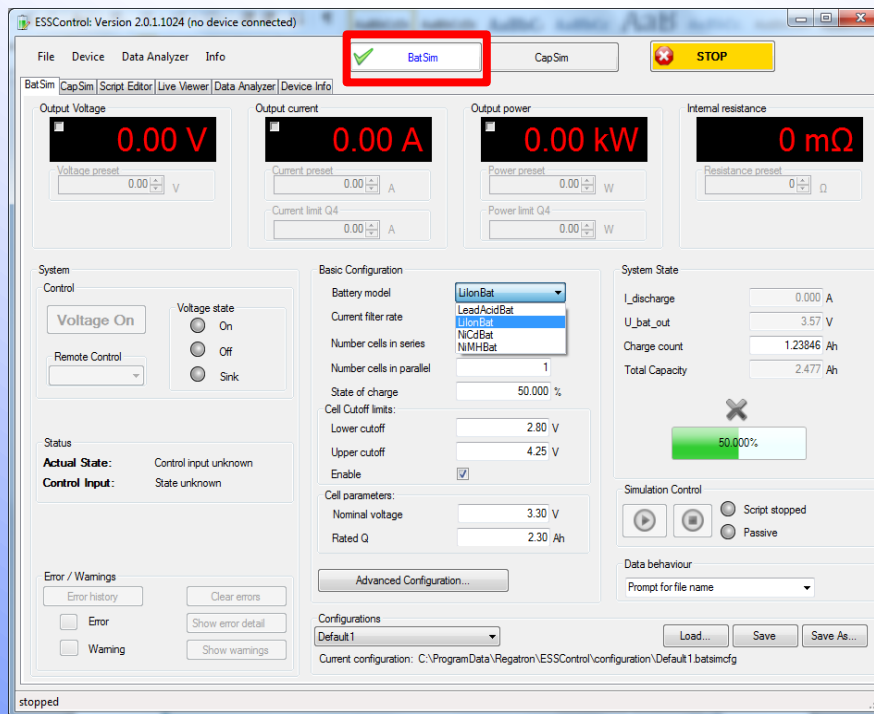 ESSControl: Version 2.0.1.1024 (no device connected)
File Device Data Analyzer Info
BatSim
CapSim
STOP
BatSim CapSim Script Editor Live Viewer Data Analyzer Device Info
Output Voltage
0.00 V
Voltage preset
0.00 V
Output current
0.00 A
Current preset
0.00 A
Current limit Q4
0.00 A
Output power
0.00 kW
Power preset
0.00 W
Power limit Q4
0.00 W
Internal resistance
0 mΩ
Resistance preset
0 Ω
System
Control
Voltage On
Remote Control
Voltage state
On
Off
Sink
Status
Actual State: Control input unknown
Control Input: State unknown
Error / Warnings
Error history Clear errors
Error Show error detail
Warning Show warnings
Basic Configuration
Battery model LiIonBat
LeadAcidBat
LiIonBat
NiCdBat
NiMHBat
Current filter rate
Number cells in series
Number cells in parallel 1
State of charge 50.000 %
Cell Cutoff limits:
Lower cutoff 2.80 V
Upper cutoff 4.25 V
Enable
Cell parameters:
Nominal voltage 3.30 V
Rated Q 2.30 Ah
Advanced Configuration...
System State
I_discharge 0.000 A
U_bat_out 3.57 V
Charge count 1.23846 Ah
Total Capacity 2.477 Ah
50.000%
Simulation Control
Script stopped
Passive
Data behaviour
Prompt for file name
Configurations
Default1 Load... Save Save As...
Current configuration: C:\ProgramData\Regatron\ESSControl\configuration\Default1.batsimcfg
stopped